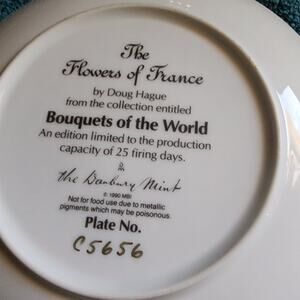 The
Flowers of France
by Doug Hague
from the collection entitled
Bouquets of the World
An edition limited to the production
capacity of 25 firing days.
The Danbury Mint
© 1990 MBI
Not for food use due to metallic
pigments which may be poisonous.
Plate No.
C5656